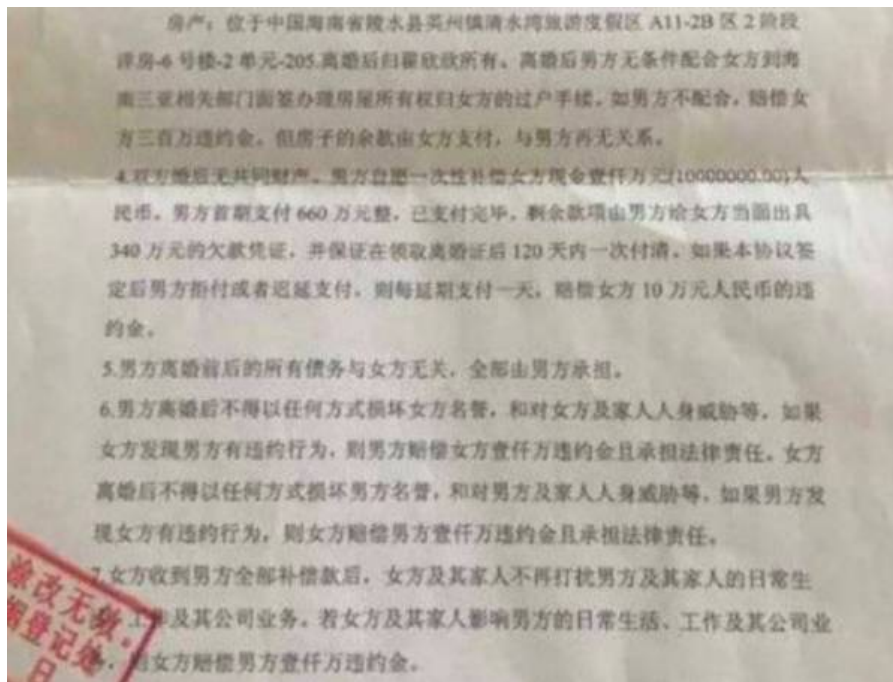 房产：位于中国海南省陵水县英州镇清水湾旅游度假区 A11-2B 区 2 阶段
洋房-6 号楼-2 单元-205.离婚后归翟欣欣所有。离婚后男方无条件配合女方到海
南三亚相关部门面签办理房屋所有权归女方的过户手续，如男方不配合，赔偿女
方三百万违约金。但房子的余款由女方支付，与男方再无关系。
4.双方婚后无共同财产。男方自愿一次性补偿女方现金壹仟万元(10000000.00)人
民币。男方首期支付 660 万元整，已支付完毕，剩余款项由男方给女方当面出具
340 万元的欠款凭证，并保证在领取离婚证后 120 天内一次付清。如果本协议签
定后男方拒付或者迟延支付，则每延期支付一天，赔偿女方 10 万元人民币的违
约金。
5.男方离婚前后的所有债务与女方无关，全部由男方承担。
6.男方离婚后不得以任何方式损坏女方名誉，和对女方及家人人身威胁等，如果
女方发现男方有违约行为，则男方赔偿女方壹仟万违约金且承担法律责任。女方
离婚后不得以任何方式损坏男方名誉，和对男方及家人人身威胁等，如果男方发
现女方有违约行为，则女方赔偿男方壹仟万违约金且承担法律责任。
7.女方收到男方全部补偿款后，女方及其家人不再打扰男方及其家人的日常生
工作及其公司业务。若女方及其家人影响男方的日常生活、工作及其公司业
女方赔偿男方壹仟万违约金。
涂改无效
登记处
日